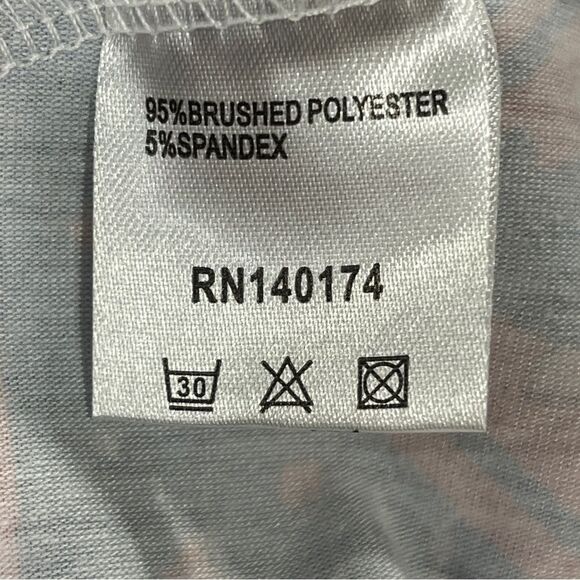 95%BRUSHED POLYESTER
5%SPANDEX
RN140174
30